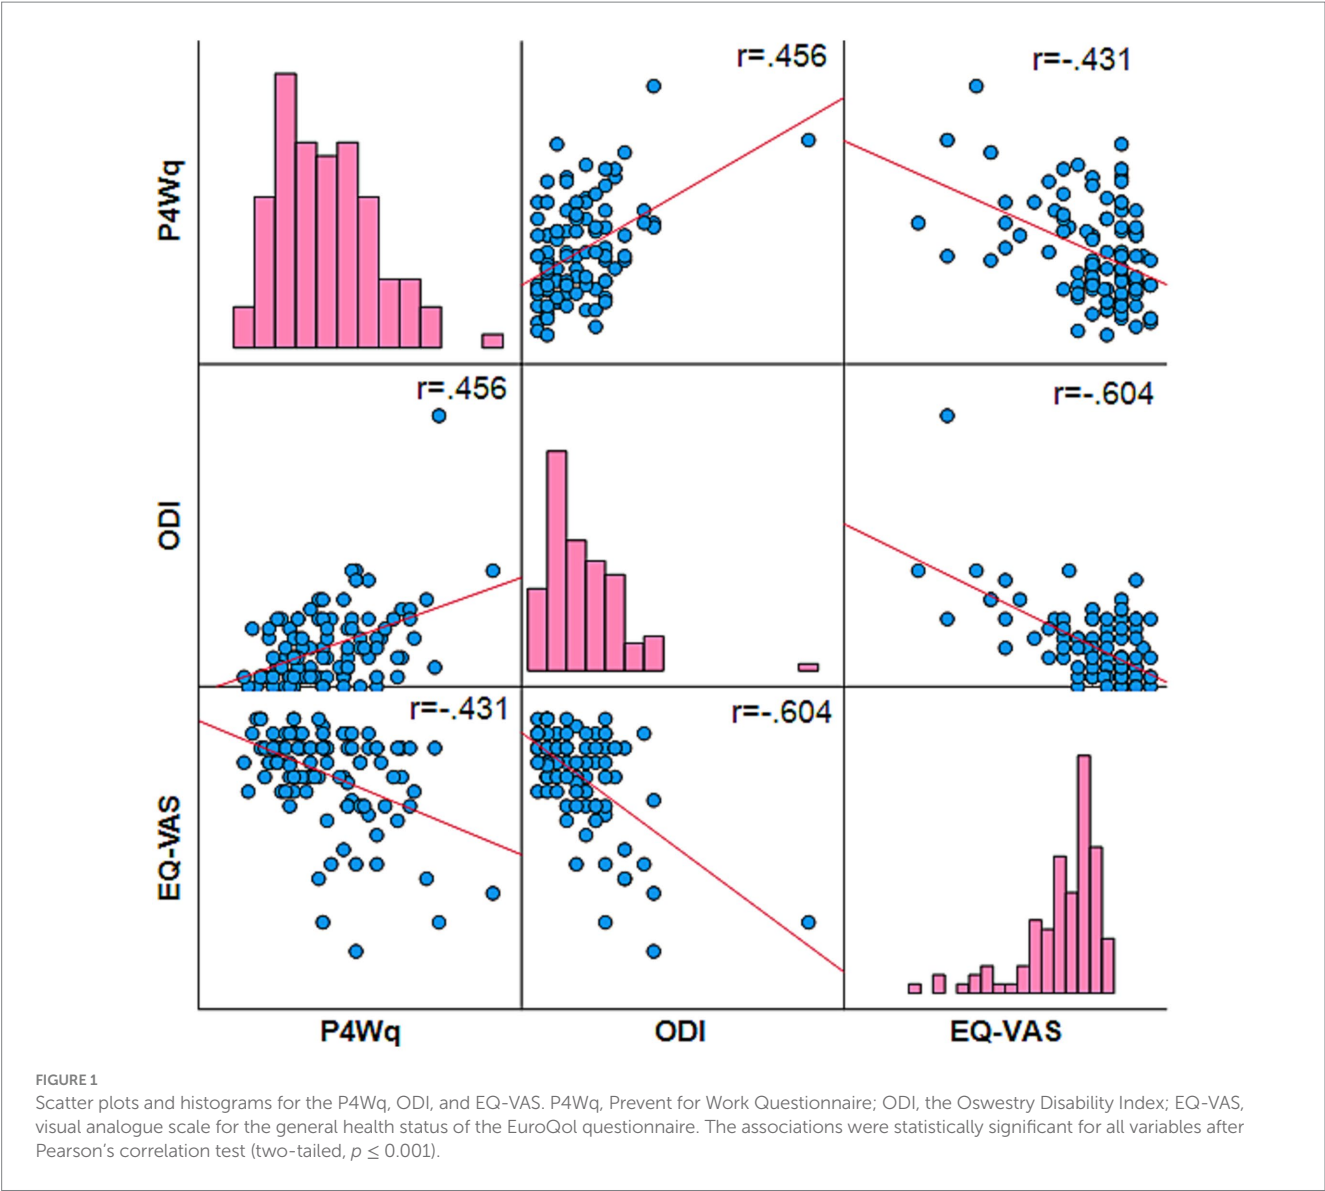 r=.456
r=-.431
P4Wq
r=.456
r=-.604
ODI
r=-.431
r=-.604
EQ-VAS
P4Wq
ODI
EQ-VAS
FIGURE 1
Scatter plots and histograms for the P4Wq, ODI, and EQ-VAS. P4Wq, Prevent for Work Questionnaire; ODI, the Oswestry Disability Index; EQ-VAS,
visual analogue scale for the general health status of the EuroQol questionnaire. The associations were statistically significant for all variables after
Pearson’s correlation test (two-tailed, p ≤ 0.001).